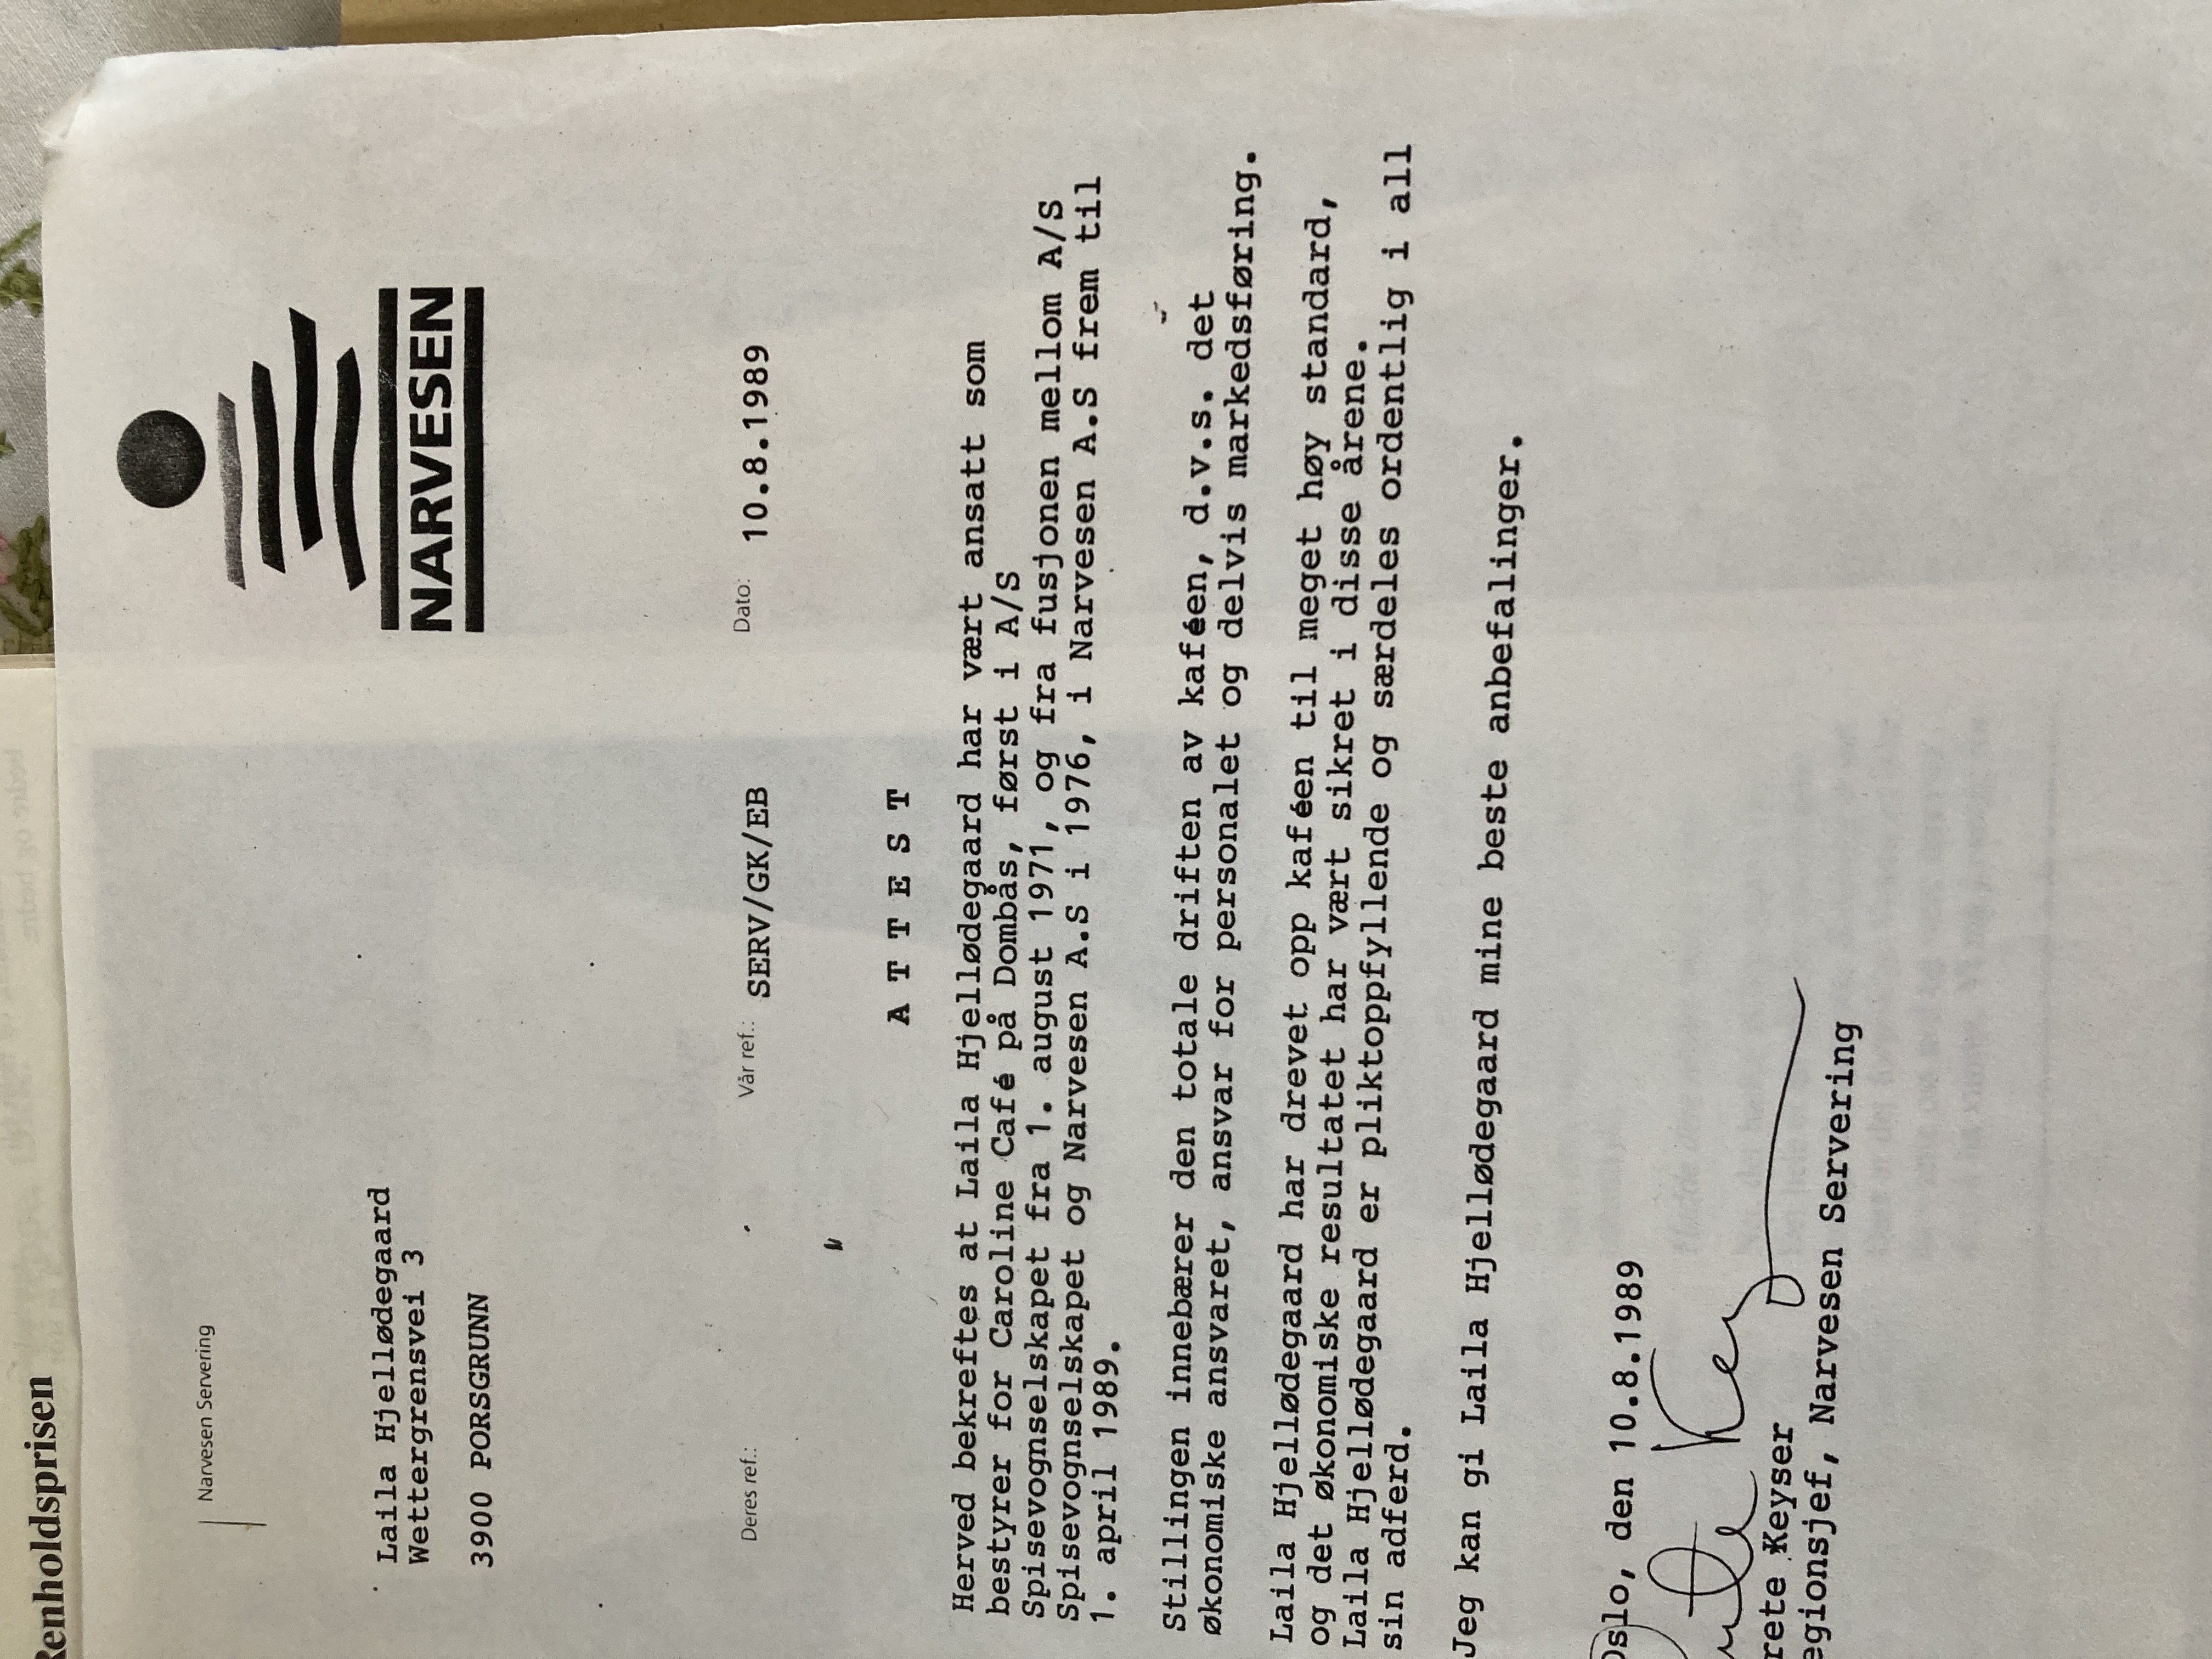 Renholdsprisen
Narvesen Servering
NARVESEN
Laila Hjellødegaard
Wettergrensvei 3
3900 PORSGRUNN
Deres ref.: Vår ref.: SERV/GK/EB Dato: 10.8.1989
A T T E S T
Herved bekreftes at Laila Hjellødegaard har vært ansatt som
bestyrer for Caroline Café på Dombås, først i A/S
Spisevognselskapet fra 1. august 1971, og fra fusjonen mellom A/S
Spisevognselskapet og Narvesen A.S i 1976, i Narvesen A.S frem til
1. april 1989.
Stillingen innebærer den totale driften av kaféen, d.v.s. det
økonomiske ansvaret, ansvar for personalet og delvis markedsføring.
Laila Hjellødegaard har drevet opp kaféen til meget høy standard,
og det økonomiske resultatet har vært sikret i disse årene.
Laila Hjellødegaard er pliktoppfyllende og særdeles ordentlig i all
sin adferd.
Jeg kan gi Laila Hjellødegaard mine beste anbefalinger.
Oslo, den 10.8.1989
rete Keyser
egionsjef, Narvesen Servering